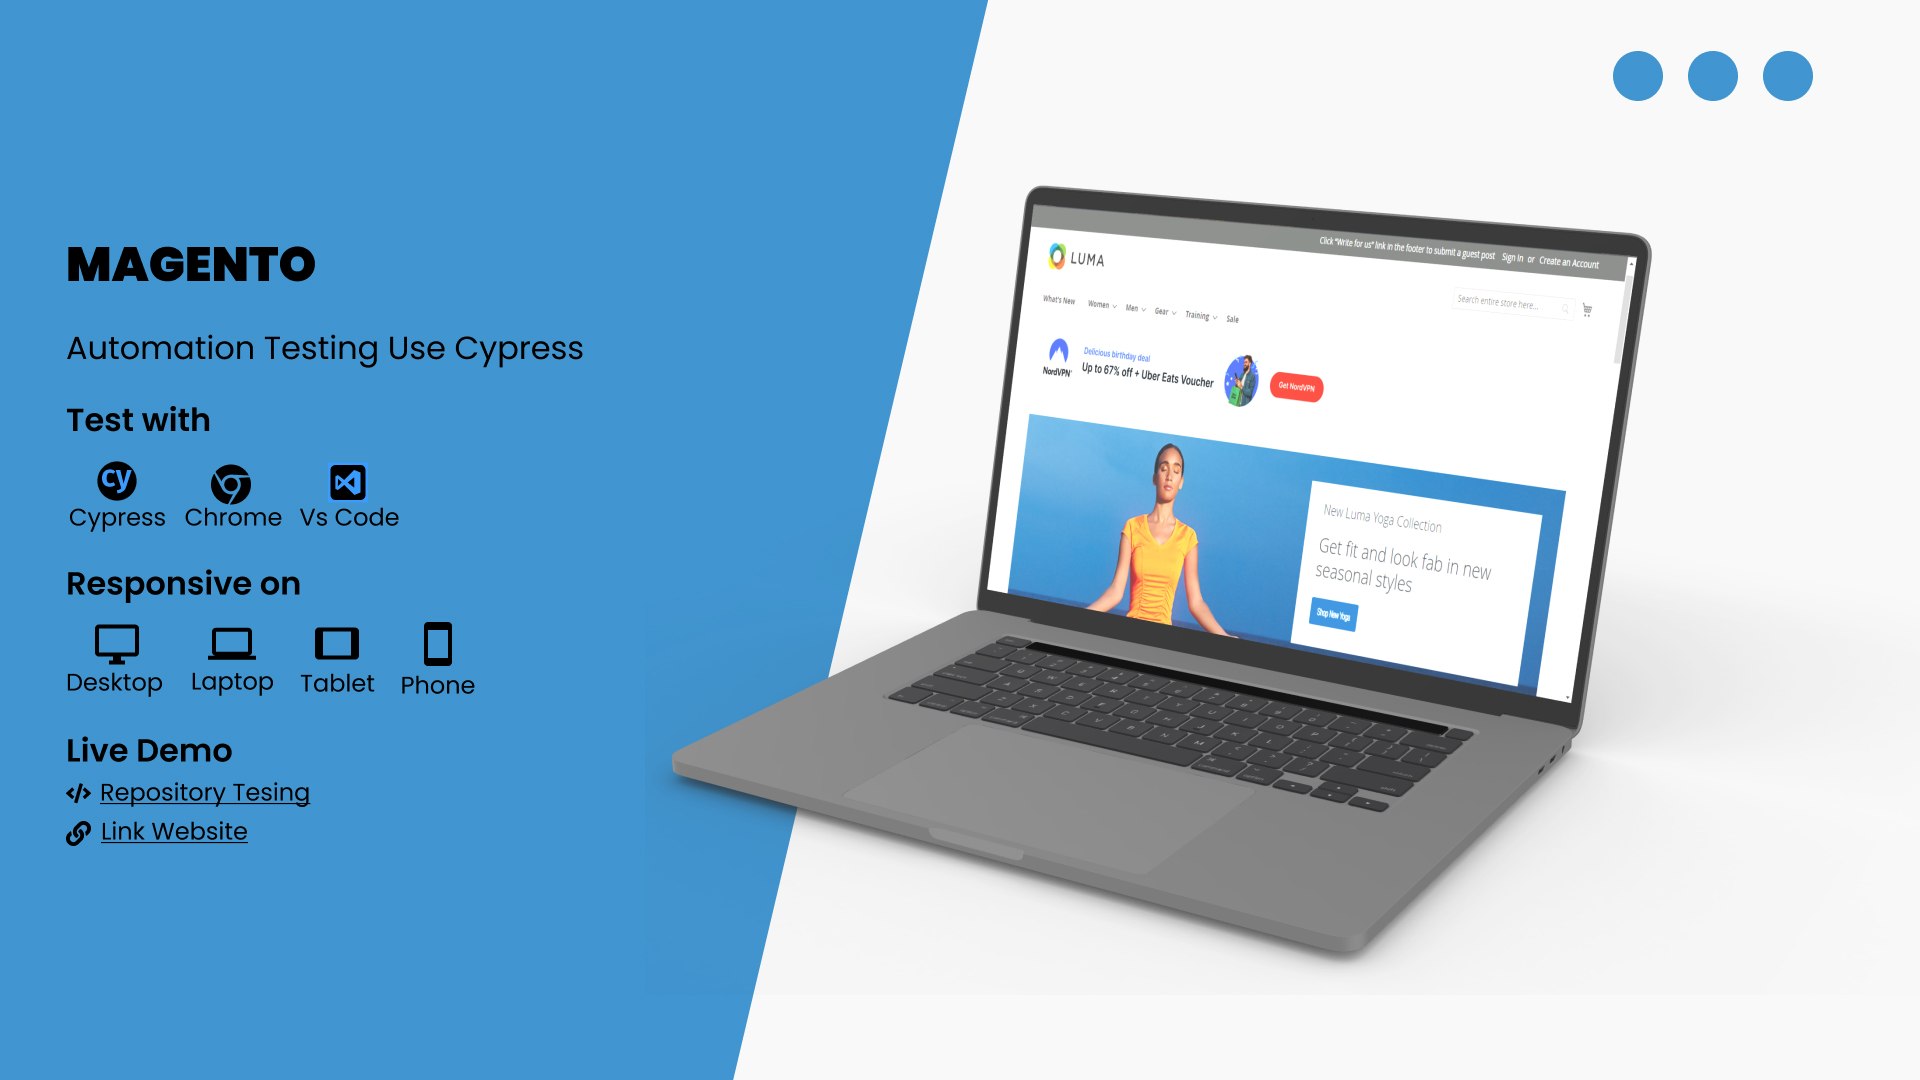 MAGENTO
Automation Testing Use Cypress
Test with
cy
Cypress Chrome Vs Code
Responsive on
Desktop Laptop Tablet Phone
Live Demo
Repository Tesing
Link Website
Click "Write for us" link in the footer to submit a guest post Sign In or Create an Account
LUMA
Search entire store here...
What's New Women Men Gear Training Sale
NordVPN
Delicious birthday deal
Up to 67% off + Uber Eats Voucher
Get NordVPN
New Luma Yoga Collection
Get fit and look fab in new
seasonal styles
Shop New Yoga